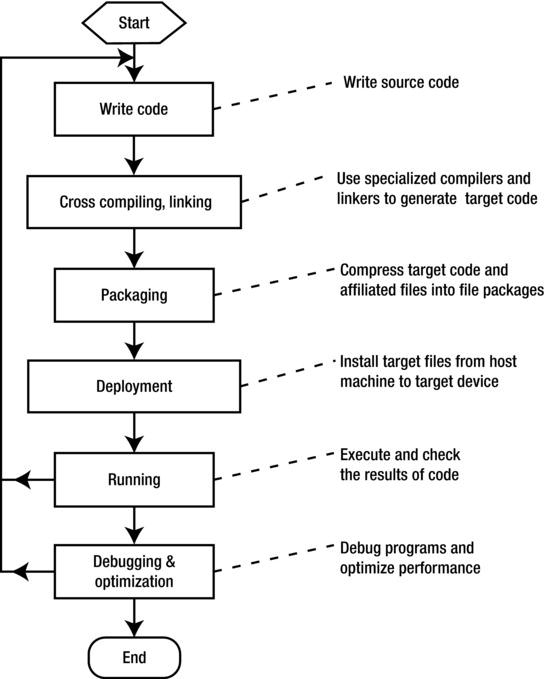 Start
Write code
Write source code
Cross compiling, linking
Use specialized compilers and
linkers to generate target code
Packaging
Compress target code and
affiliated files into file packages
Deployment
Install target files from host
machine to target device
Running
Execute and check
the results of code
Debugging &
optimization
Debug programs and
optimize performance
End